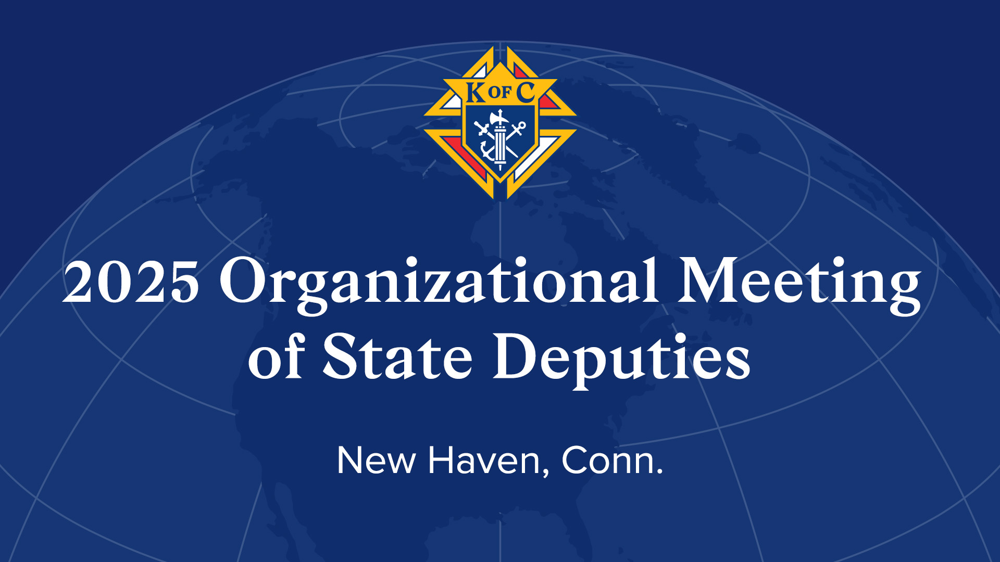 K OF C
2025 Organizational Meeting
of State Deputies
New Haven, Conn.